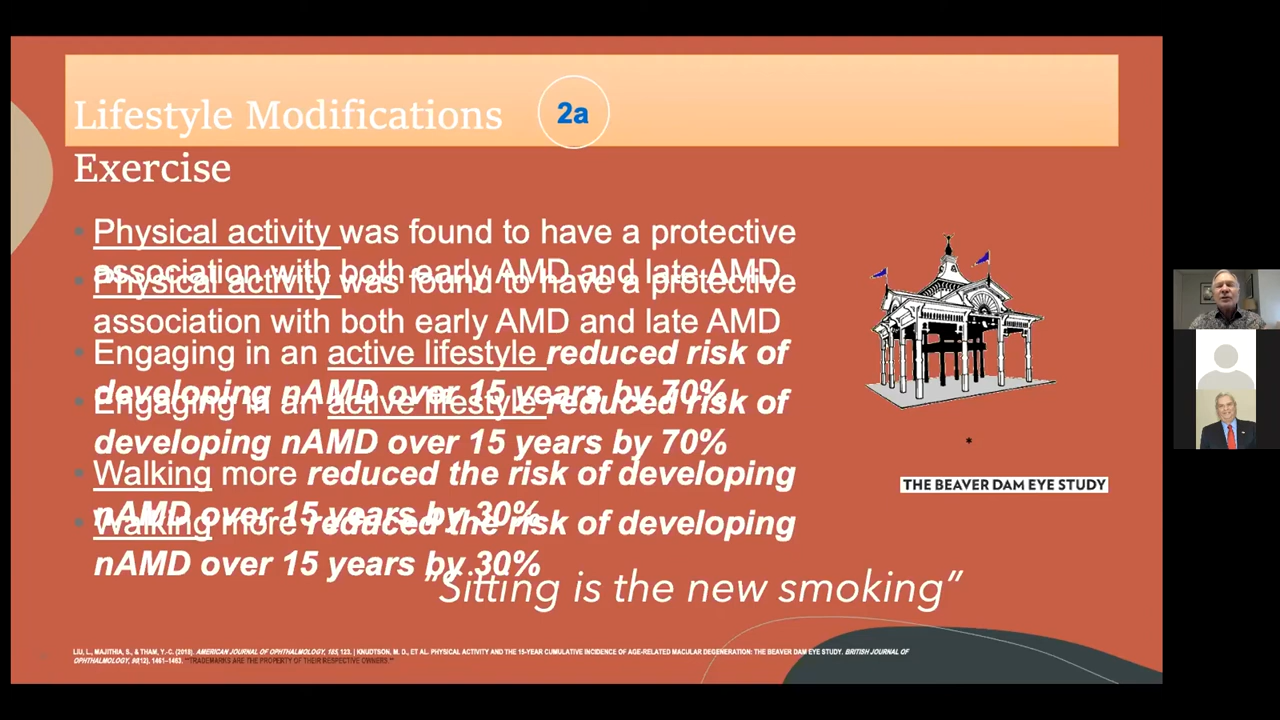 Lifestyle Modifications 2a
Exercise
• Physical activity was found to have a protective
association with both early AMD and late AMD
• Physical activity was found to have a protective
association with both early AMD and late AMD
• Engaging in an active lifestyle reduced risk of
developing nAMD over 15 years by 70%
• Engaging in an active lifestyle reduced risk of
developing nAMD over 15 years by 70%
• Walking more reduced the risk of developing
nAMD over 15 years by 30%
• Walking more reduced the risk of developing
nAMD over 15 years by 30%
*
THE BEAVER DAM EYE STUDY
"Sitting is the new smoking"
LIU, L., MAJITHIA, S., & THAM, Y.-C. (2018). AMERICAN JOURNAL OF OPHTHALMOLOGY, 185, 123. | KNUDTSON, M. D., ET AL. PHYSICAL ACTIVITY AND THE 15-YEAR CUMULATIVE INCIDENCE OF AGE-RELATED MACULAR DEGENERATION: THE BEAVER DAM EYE STUDY. BRITISH JOURNAL OF
OPHTHALMOLOGY, 90(12), 1461–1463. **TRADEMARKS ARE THE PROPERTY OF THEIR RESPECTIVE OWNERS.**